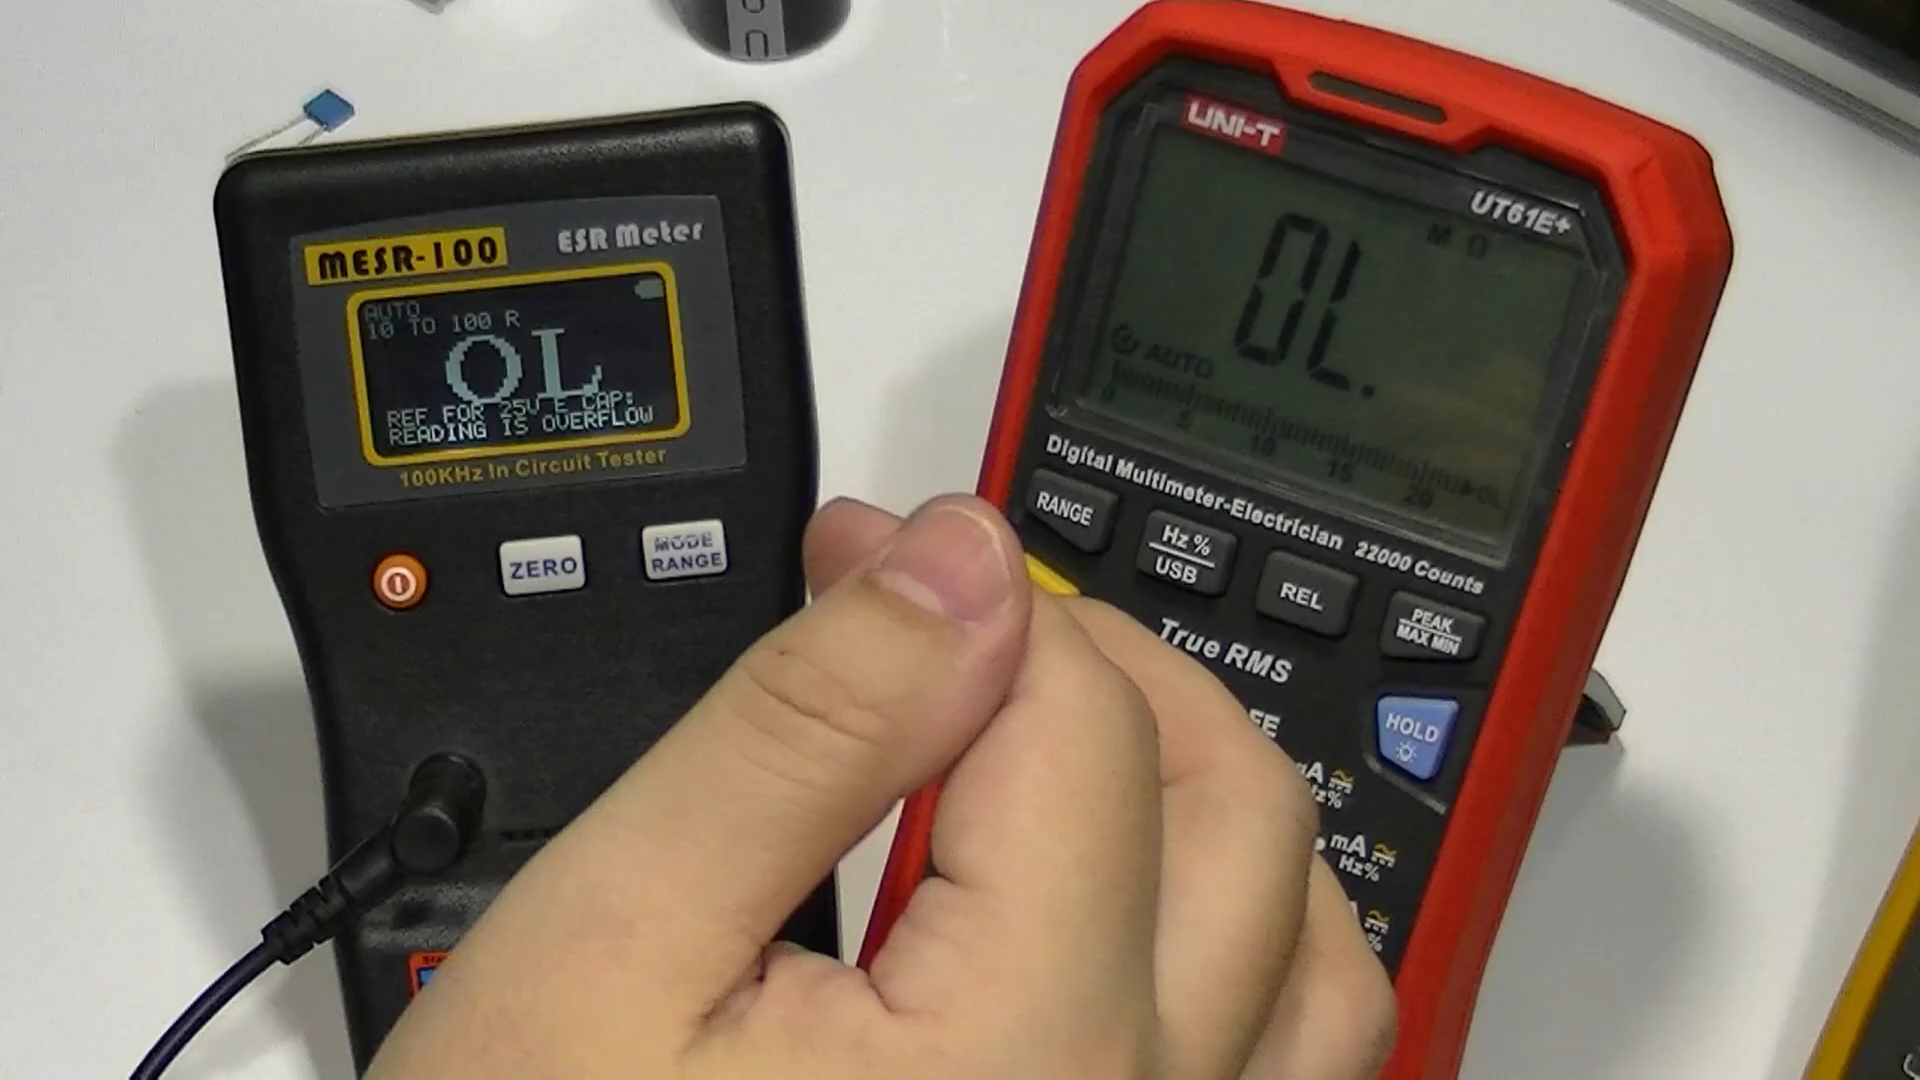 MESR-100
ESR Meter
AUTO
10 TO 100 R
OL
REF FOR 25V E CAP:
READING IS OVERFLOW
100KHz In Circuit Tester
ZERO
MODE
RANGE
UNI-T
UT61E+
M Ω
OL.
AUTO
0 5 10 15 20
Digital Multimeter-Electrician 22000 Counts
RANGE
Hz %
USB
REL
PEAK
MAX MIN
True RMS
HOLD
mA
Hz%